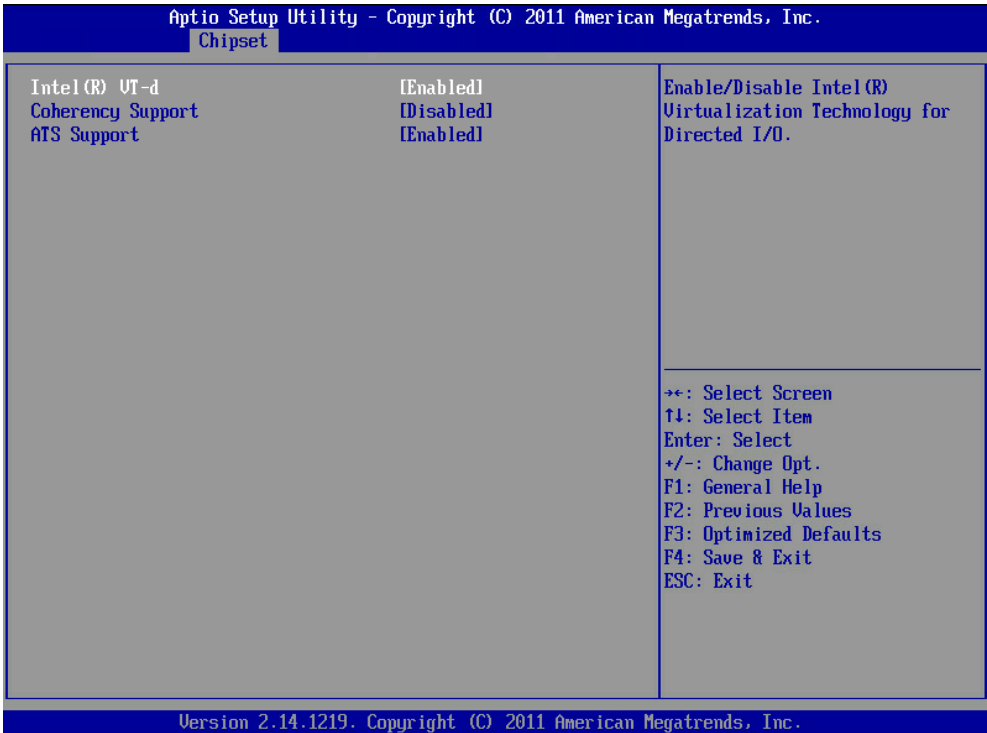 Aptio Setup Utility - Copyright (C) 2011 American Megatrends, Inc.
Chipset
Intel(R) VT-d [Enabled]
Coherency Support [Disabled]
ATS Support [Enabled]
Enable/Disable Intel(R)
Virtualization Technology for
Directed I/O.
→←: Select Screen
↑↓: Select Item
Enter: Select
+/-: Change Opt.
F1: General Help
F2: Previous Values
F3: Optimized Defaults
F4: Save & Exit
ESC: Exit
Version 2.14.1219. Copyright (C) 2011 American Megatrends, Inc.